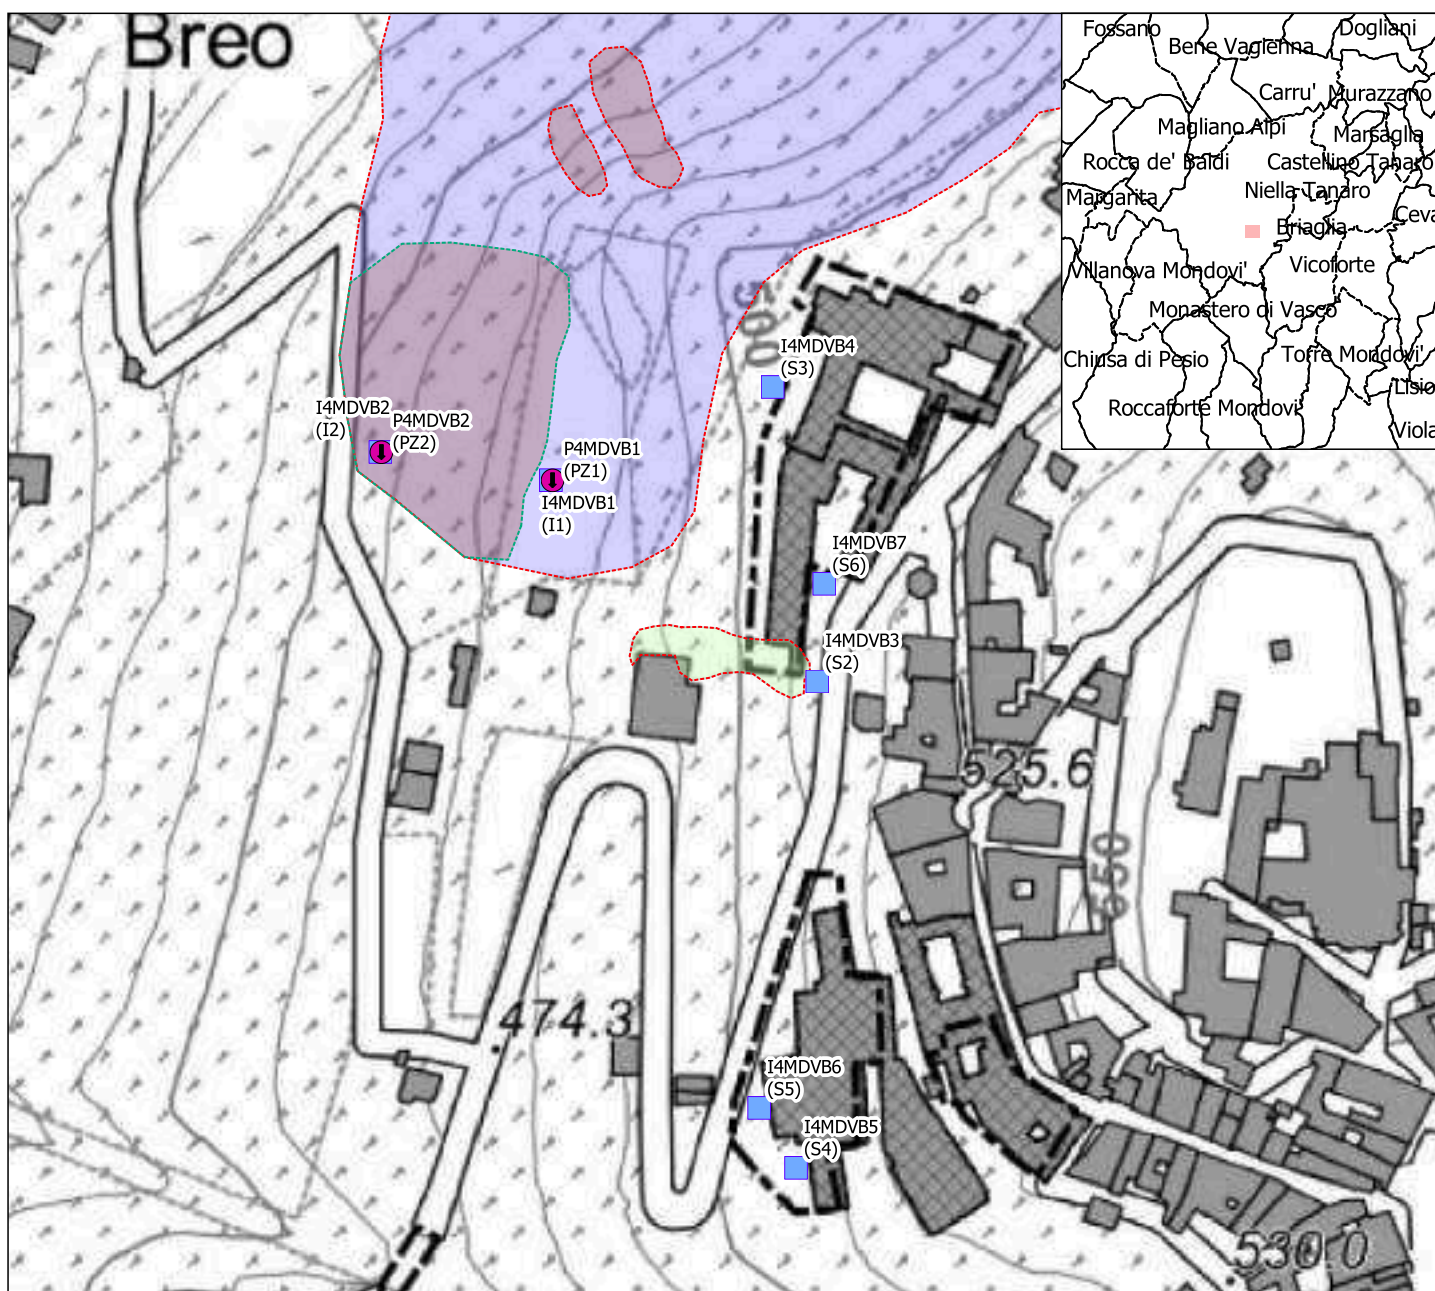 Breo
500
I4MDVB4
(S3)
I4MDVB2
(I2)
P4MDVB2
(PZ2)
P4MDVB1
(PZ1)
I4MDVB1
(I1)
I4MDVB7
(S6)
I4MDVB3
(S2)
525.6
550
474.3
I4MDVB6
(S5)
I4MDVB5
(S4)
530.0
Fossano
Dogliani
Bene Vagienna
Carru'
Murazzano
Magliano Alpi
Marsaglia
Rocca de' Baldi
Castellino Tanaro
Niella Tanaro
Margarita
Ceva
Briaglia
Villanova Mondovi'
Vicoforte
Monastero di Vasco
Chiusa di Pesio
Torre Mondovi'
Lisio
Roccaforte Mondovi'
Viola